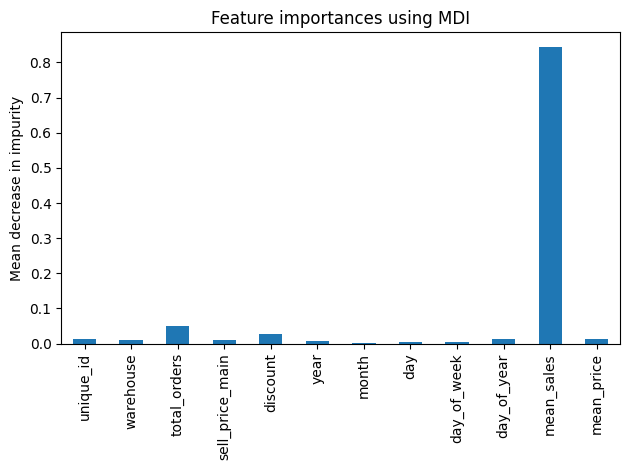 Feature importances using MDI
Mean decrease in impurity
0.8
0.7
0.6
0.5
0.4
0.3
0.2
0.1
0.0
unique_id
warehouse
total_orders
sell_price_main
discount
year
month
day
day_of_week
day_of_year
mean_sales
mean_price